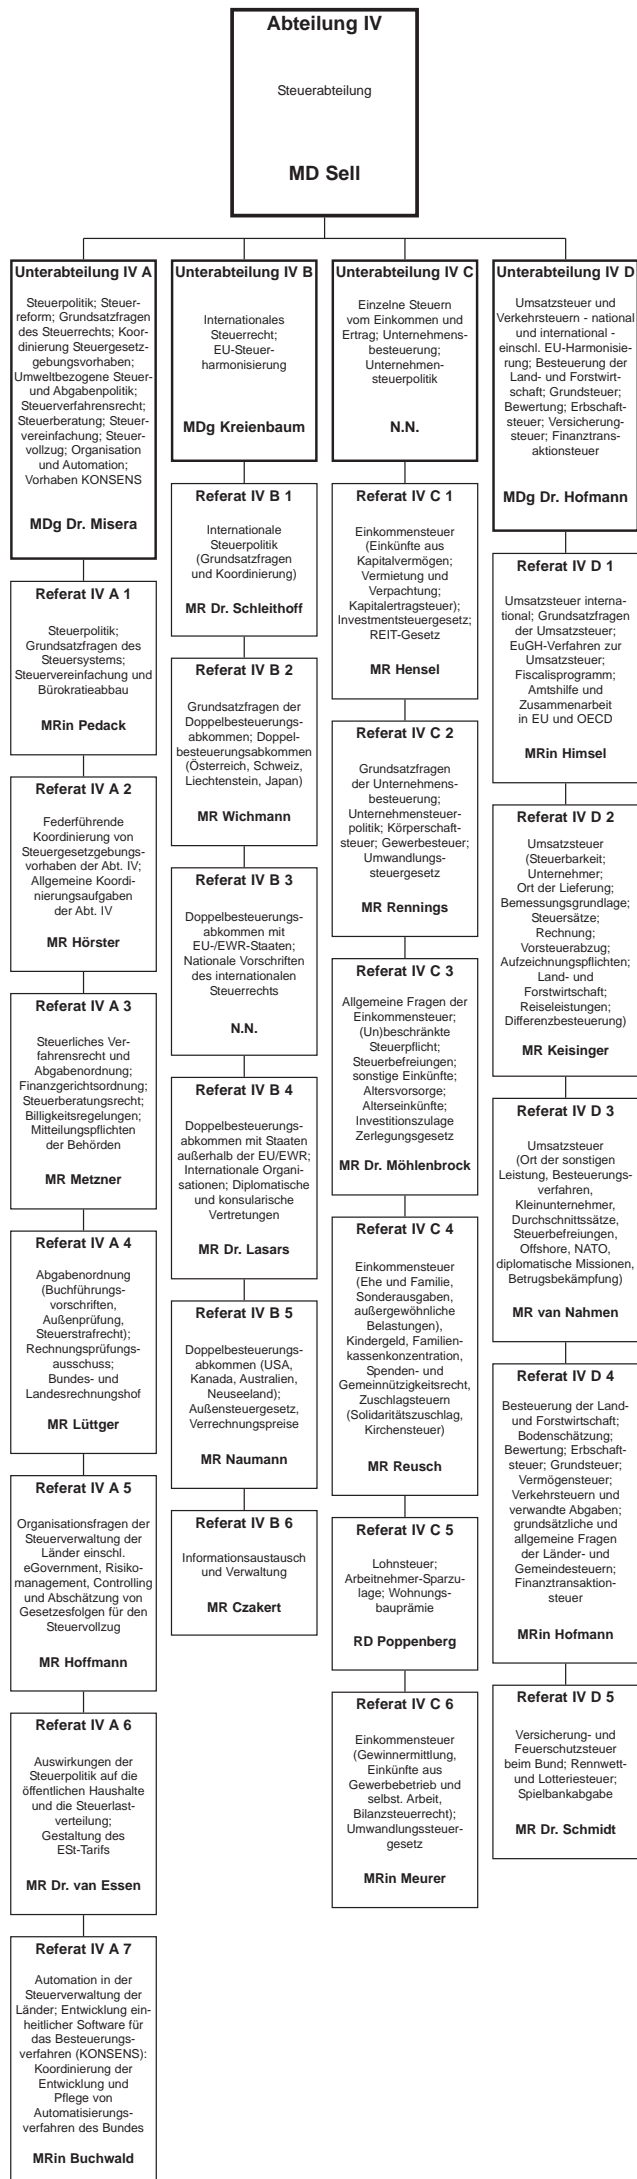 Abteilung IV
Steuerabteilung
MD Sell
Unterabteilung IV A
Steuerpolitik; Steuer-
reform; Grundsatzfragen
des Steuerrechts; Koor-
dinierung Steuergesetz-
gebungsvorhaben;
Umweltbezogene Steuer-
und Abgabenpolitik;
Steuerverfahrensrecht;
Steuerberatung; Steuer-
vereinfachung; Steuer-
vollzug; Organisation
und Automation;
Vorhaben KONSENS
MDg Dr. Misera
Referat IV A 1
Steuerpolitik;
Grundsatzfragen des
Steuersystems;
Steuervereinfachung und
Bürokratieabbau
MRin Pedack
Referat IV A 2
Federführende
Koordinierung von
Steuergesetzgebungs-
vorhaben der Abt. IV;
Allgemeine Koordi-
nierungsaufgaben
der Abt. IV
MR Hörster
Referat IV A 3
Steuerliches Ver-
fahrensrecht und
Abgabenordnung;
Finanzgerichtsordnung;
Steuerberatungsrecht;
Billigkeitsregelungen;
Mitteilungspflichten
der Behörden
MR Metzner
Referat IV A 4
Abgabenordnung
(Buchführungs-
vorschriften,
Außenprüfung,
Steuerstrafrecht);
Rechnungsprüfungs-
ausschuss;
Bundes- und
Landesrechnungshof
MR Lüttger
Referat IV A 5
Organisationsfragen der
Steuerverwaltung der
Länder einschl.
eGovernment, Risiko-
management, Controlling
und Abschätzung von
Gesetzesfolgen für den
Steuervollzug
MR Hoffmann
Referat IV A 6
Auswirkungen der
Steuerpolitik auf die
öffentlichen Haushalte
und die Steuerlast-
verteilung;
Gestaltung des
ESt-Tarifs
MR Dr. van Essen
Referat IV A 7
Automation in der
Steuerverwaltung der
Länder; Entwicklung ein-
heitlicher Software für
das Besteuerungs-
verfahren (KONSENS):
Koordinierung der
Entwicklung und
Pflege von
Automatisierungs-
verfahren des Bundes
MRin Buchwald
Unterabteilung IV B
Internationales
Steuerrecht;
EU-Steuer-
harmonisierung
MDg Kreienbaum
Referat IV B 1
Internationale
Steuerpolitik
(Grundsatzfragen
und Koordinierung)
MR Dr. Schleithoff
Referat IV B 2
Grundsatzfragen der
Doppelbesteuerungs-
abkommen; Doppel-
besteuerungsabkommen
(Österreich, Schweiz,
Liechtenstein, Japan)
MR Wichmann
Referat IV B 3
Doppelbesteuerungs-
abkommen mit
EU-/EWR-Staaten;
Nationale Vorschriften
des internationalen
Steuerrechts
N.N.
Referat IV B 4
Doppelbesteuerungs-
abkommen mit Staaten
außerhalb der EU/EWR;
Internationale Organi-
sationen; Diplomatische
und konsularische
Vertretungen
MR Dr. Lasars
Referat IV B 5
Doppelbesteuerungs-
abkommen (USA,
Kanada, Australien,
Neuseeland);
Außensteuergesetz,
Verrechnungspreise
MR Naumann
Referat IV B 6
Informationsaustausch
und Verwaltung
MR Czakert
Unterabteilung IV C
Einzelne Steuern
vom Einkommen und
Ertrag; Unternehmens-
besteuerung;
Unternehmen-
steuerpolitik
N.N.
Referat IV C 1
Einkommensteuer
(Einkünfte aus
Kapitalvermögen;
Vermietung und
Verpachtung;
Kapitalertragsteuer);
Investmentsteuergesetz;
REIT-Gesetz
MR Hensel
Referat IV C 2
Grundsatzfragen
der Unternehmens-
besteuerung;
Unternehmensteuer-
politik; Körperschaft-
steuer; Gewerbesteuer;
Umwandlungs-
steuergesetz
MR Rennings
Referat IV C 3
Allgemeine Fragen der
Einkommensteuer;
(Un)beschränkte
Steuerpflicht;
Steuerbefreiungen;
sonstige Einkünfte;
Altersvorsorge;
Alterseinkünfte;
Investitionszulage
Zerlegungsgesetz
MR Dr. Möhlenbrock
Referat IV C 4
Einkommensteuer
(Ehe und Familie,
Sonderausgaben,
außergewöhnliche
Belastungen),
Kindergeld, Familien-
kassenkonzentration,
Spenden- und
Gemeinnützigkeitsrecht,
Zuschlagsteuern
(Solidaritätszuschlag,
Kirchensteuer)
MR Reusch
Referat IV C 5
Lohnsteuer;
Arbeitnehmer-Sparzu-
lage; Wohnungs-
bauprämie
RD Poppenberg
Referat IV C 6
Einkommensteuer
(Gewinnermittlung,
Einkünfte aus
Gewerbebetrieb und
selbst. Arbeit,
Bilanzsteuerrecht);
Umwandlungssteuer-
gesetz
MRin Meurer
Unterabteilung IV D
Umsatzsteuer und
Verkehrsteuern - national
und international -
einschl. EU-Harmonisie-
rung; Besteuerung der
Land- und Forstwirt-
schaft; Grundsteuer;
Bewertung; Erbschaft-
steuer; Versicherung-
steuer; Finanztrans-
aktionsteuer
MDg Dr. Hofmann
Referat IV D 1
Umsatzsteuer interna-
tional; Grundsatzfragen
der Umsatzsteuer;
EuGH-Verfahren zur
Umsatzsteuer;
Fiscalisprogramm;
Amtshilfe und
Zusammenarbeit
in EU und OECD
MRin Himsel
Referat IV D 2
Umsatzsteuer
(Steuerbarkeit;
Unternehmer;
Ort der Lieferung;
Bemessungsgrundlage;
Steuersätze;
Rechnung;
Vorsteuerabzug;
Aufzeichnungspflichten;
Land- und
Forstwirtschaft;
Reiseleistungen;
Differenzbesteuerung)
MR Keisinger
Referat IV D 3
Umsatzsteuer
(Ort der sonstigen
Leistung, Besteuerungs-
verfahren,
Kleinunternehmer,
Durchschnittssätze,
Steuerbefreiungen,
Offshore, NATO,
diplomatische Missionen,
Betrugsbekämpfung)
MR van Nahmen
Referat IV D 4
Besteuerung der Land-
und Forstwirtschaft;
Bodenschätzung;
Bewertung; Erbschaft-
steuer; Grundsteuer;
Vermögensteuer;
Verkehrsteuern und
verwandte Abgaben;
grundsätzliche und
allgemeine Fragen
der Länder- und
Gemeindesteuern;
Finanztransaktion-
steuer
MRin Hofmann
Referat IV D 5
Versicherung- und
Feuerschutzsteuer
beim Bund; Rennwett-
und Lotteriesteuer;
Spielbankabgabe
MR Dr. Schmidt